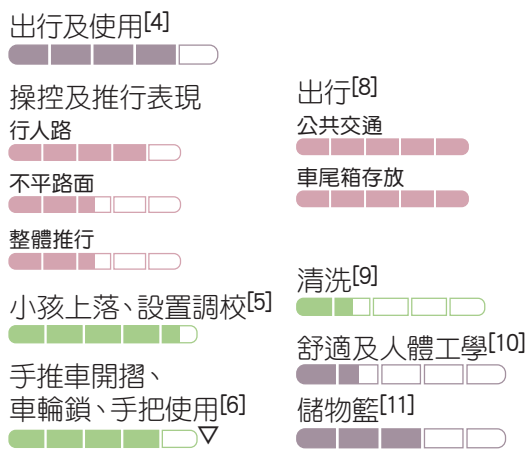 出行及使用[4]
操控及推行表現
行人路
不平路面
整體推行
小孩上落、設置調校[5]
手推車開摺、
車輪鎖、手把使用[6]
▽
出行[8]
公共交通
車尾箱存放
清洗[9]
舒適及人體工學[10]
儲物籃[11]